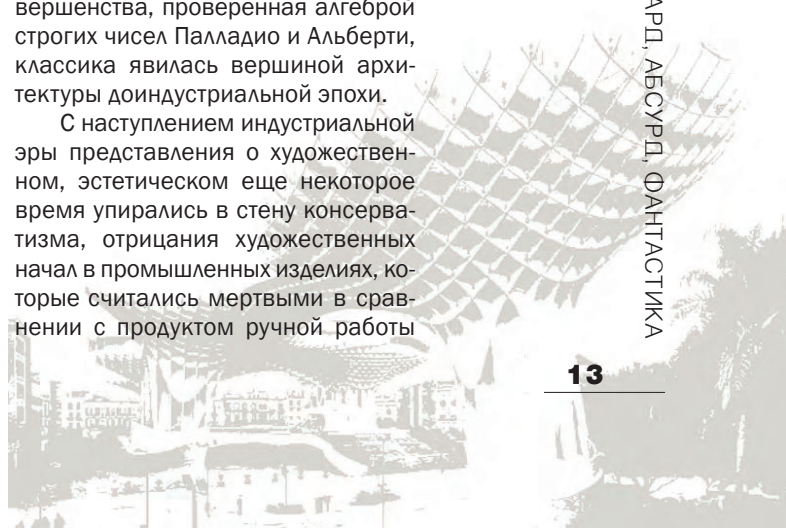 вершенства, проверенная алгеброй
строгих чисел Палладио и Альберти,
классика явилась вершиной архи-
тектуры доиндустриальной эпохи.
С наступлением индустриальной
эры представления о художествен-
ном, эстетическом еще некоторое
время упирались в стену консерва-
тизма, отрицания художественных
начал в промышленных изделиях, ко-
торые считались мертвыми в срав-
нении с продуктом ручной работы
АБСУРД, ФАНТАСТИКА
13